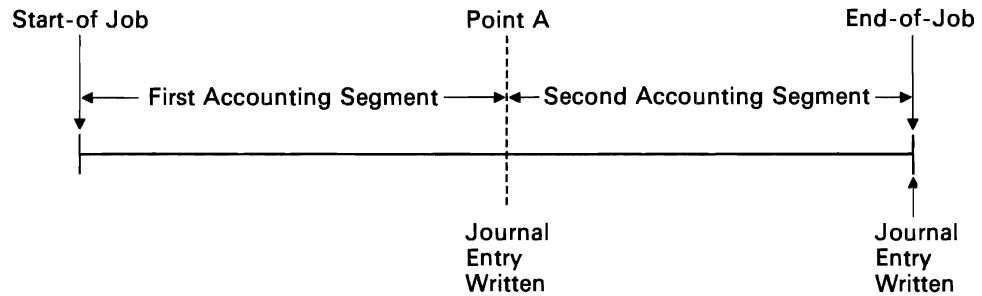 Start-of Job
Point A
End-of-Job
First Accounting Segment
Second Accounting Segment
Journal
Entry
Written
Journal
Entry
Written